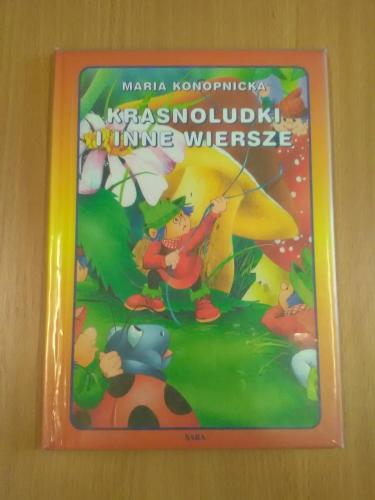 MARIA KONOPNICKA
KRASNOLUDKI
I INNE WIERSZE
SARA